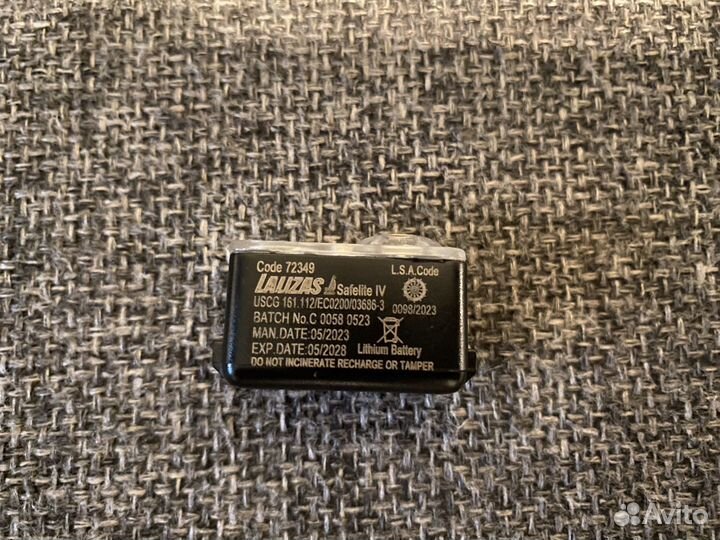 Code 72349
L.S.A.Code
LALIZAS Safelite IV
USCG 161.112/EC0200/03686-3
0098/2023
BATCH No.C 0058 0523
MAN.DATE:05/2023
EXP.DATE:05/2028
Lithium Battery
DO NOT INCINERATE RECHARGE OR TAMPER
Avito